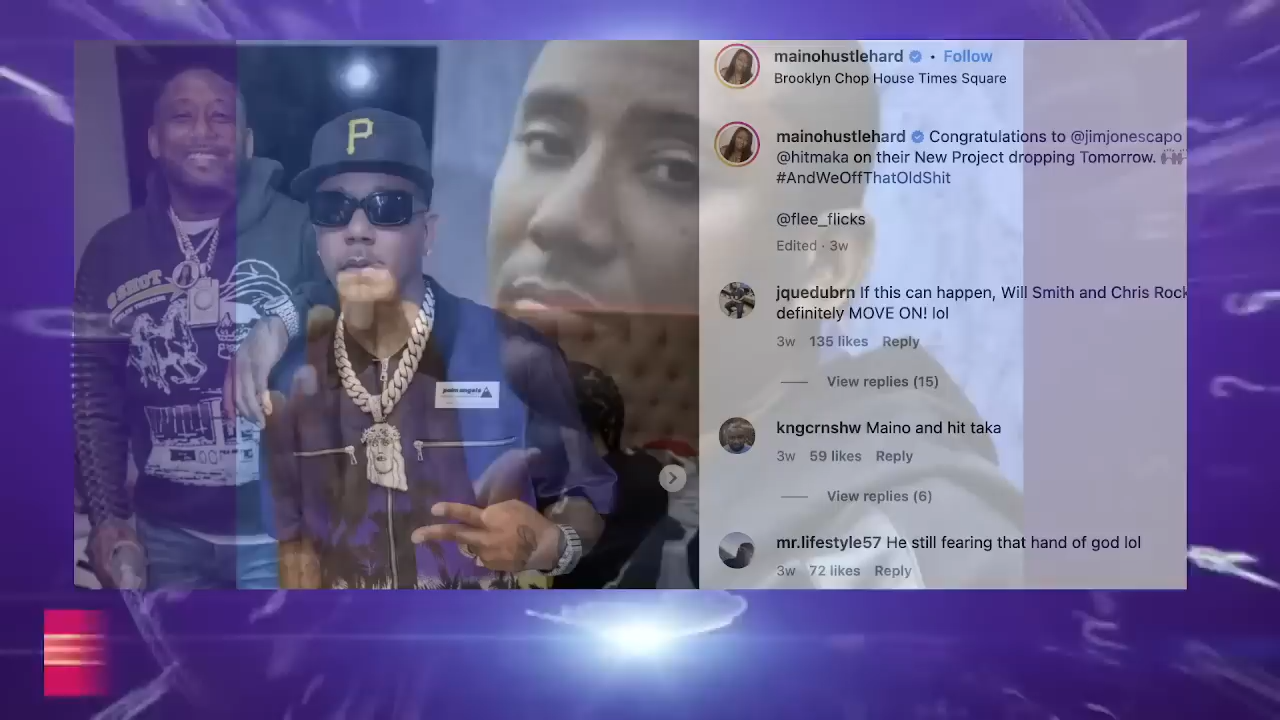 mainohustlehard • Follow
Brooklyn Chop House Times Square
mainohustlehard Congratulations to @jimjonescapo
@hitmaka on their New Project dropping Tomorrow.
#AndWeOffThatOldShit
@flee_flicks
Edited · 3w
jquedubrn If this can happen, Will Smith and Chris Rock
definitely MOVE ON! lol
3w 135 likes Reply
View replies (15)
kngcrnshw Maino and hit taka
3w 59 likes Reply
View replies (6)
mr.lifestyle57 He still fearing that hand of god lol
3w 72 likes Reply
P
palm angels